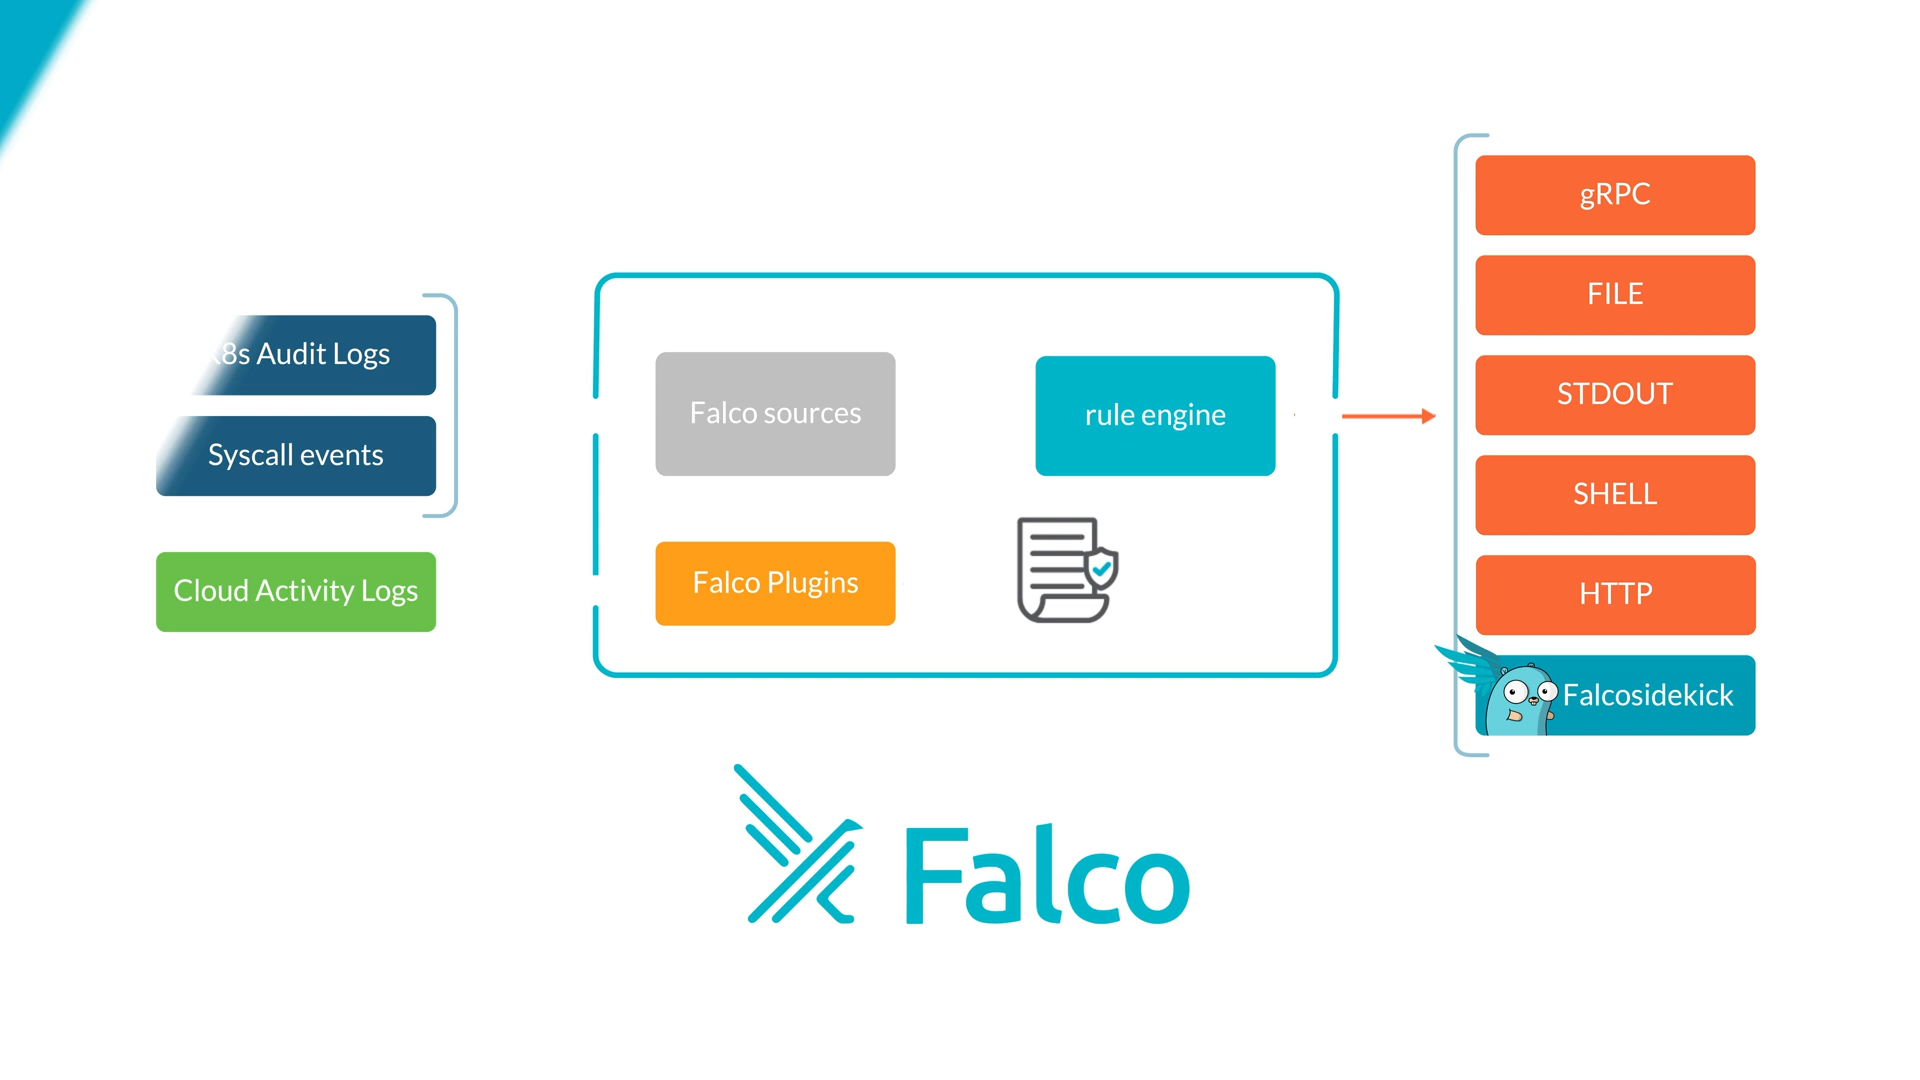 8s Audit Logs
Syscall events
Cloud Activity Logs
Falco sources
rule engine
Falco Plugins
gRPC
FILE
STDOUT
SHELL
HTTP
Falcosidekick
Falco